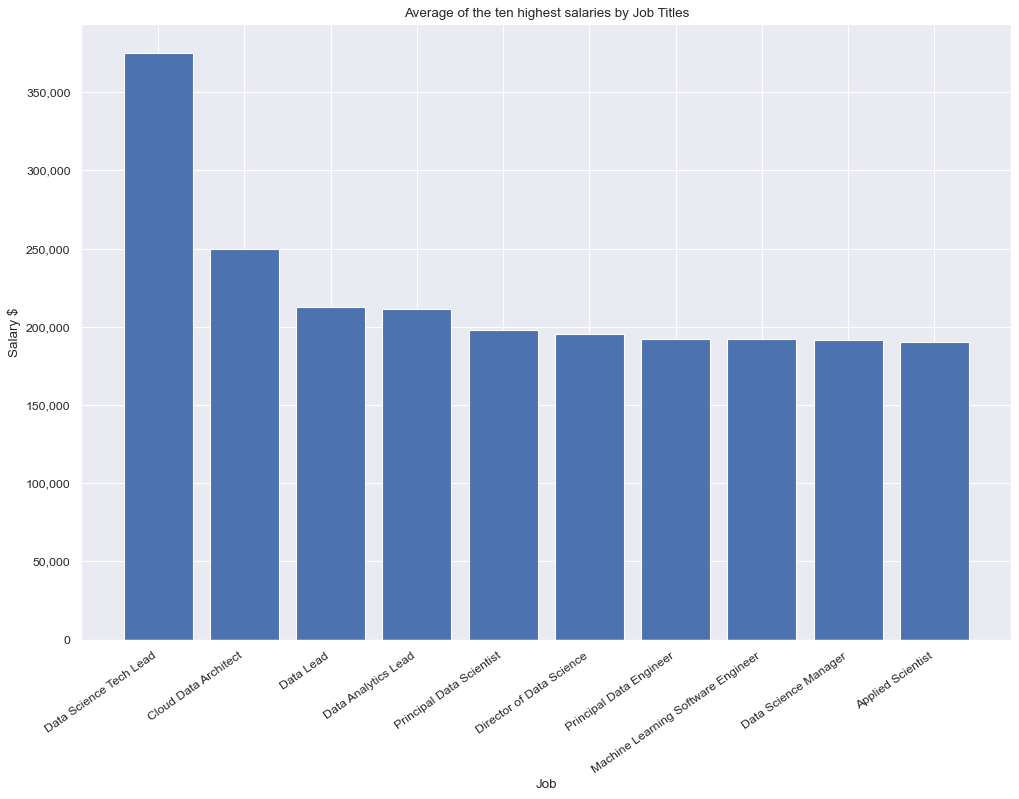 Average of the ten highest salaries by Job Titles
Salary $
350,000
300,000
250,000
200,000
150,000
100,000
50,000
0
Data Science Tech Lead
Cloud Data Architect
Data Lead
Data Analytics Lead
Principal Data Scientist
Director of Data Science
Principal Data Engineer
Machine Learning Software Engineer
Data Science Manager
Applied Scientist
Job